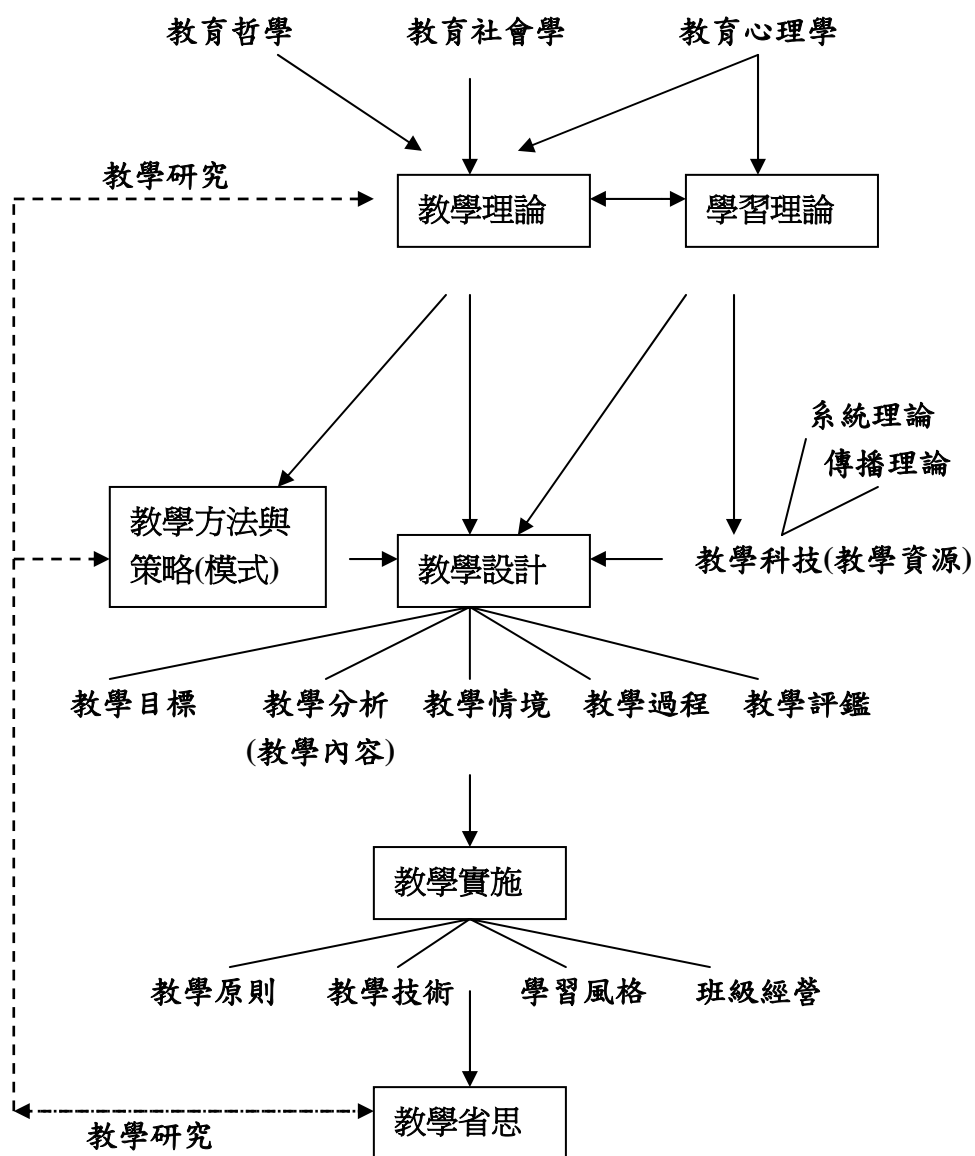 教育哲學
教育社會學
教育心理學
教學研究
教學理論
學習理論
系統理論
傳播理論
教學方法與
策略(模式)
教學設計
教學科技(教學資源)
教學目標
教學分析
(教學內容)
教學情境
教學過程
教學評鑑
教學實施
教學原則
教學技術
學習風格
班級經營
教學研究
教學省思